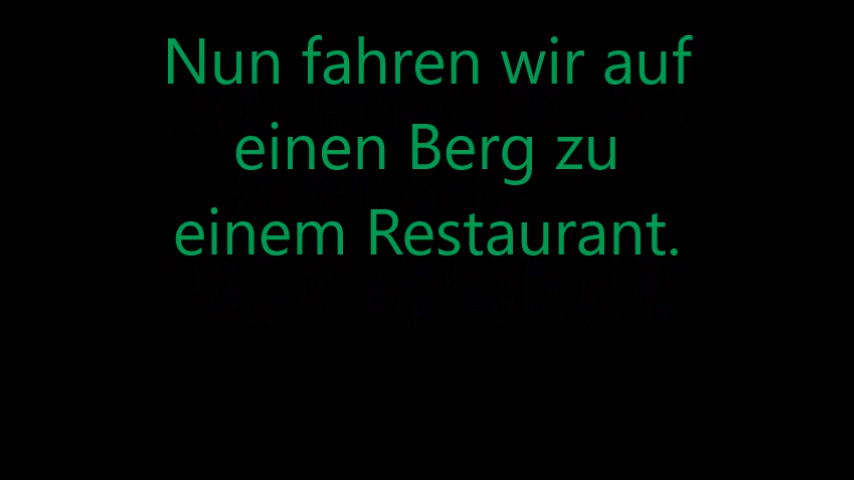 Nun fahren wir auf
einen Berg zu
einem Restaurant.